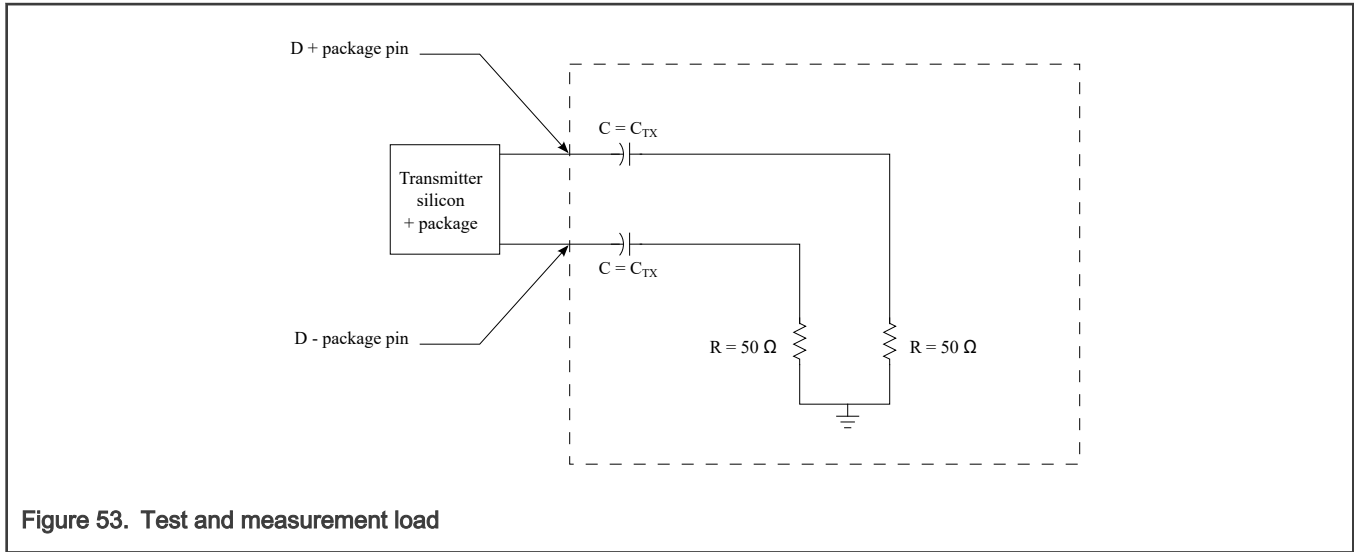 D + package pin
C = CTX
Transmitter
silicon
+ package
C = CTX
D - package pin
R = 50 Ω
R = 50 Ω
Figure 53. Test and measurement load